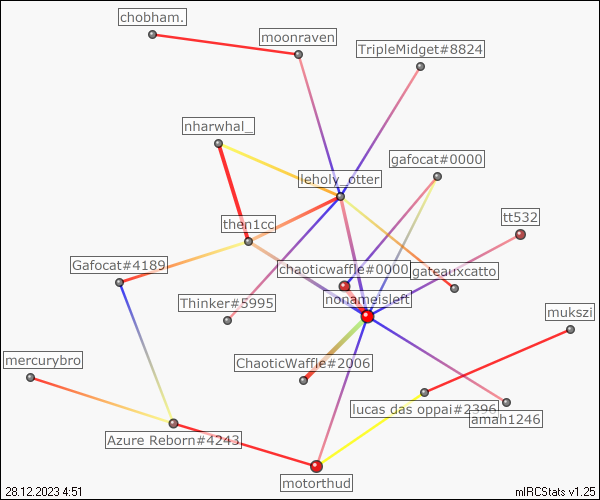 chobham.
moonraven
TripleMidget#8824
nharwhal_
gafocat#0000
leholy_otter
tt532
then1cc
Gafocat#4189
chaoticwaffle#0000
gateauxcatto
Thinker#5995
nonameisleft
mukszi
mercurybro
ChaoticWaffle#2006
lucas das oppai#2396
amah1246
Azure Reborn#4243
motorthud
28.12.2023 4:51
mIRCStats v1.25